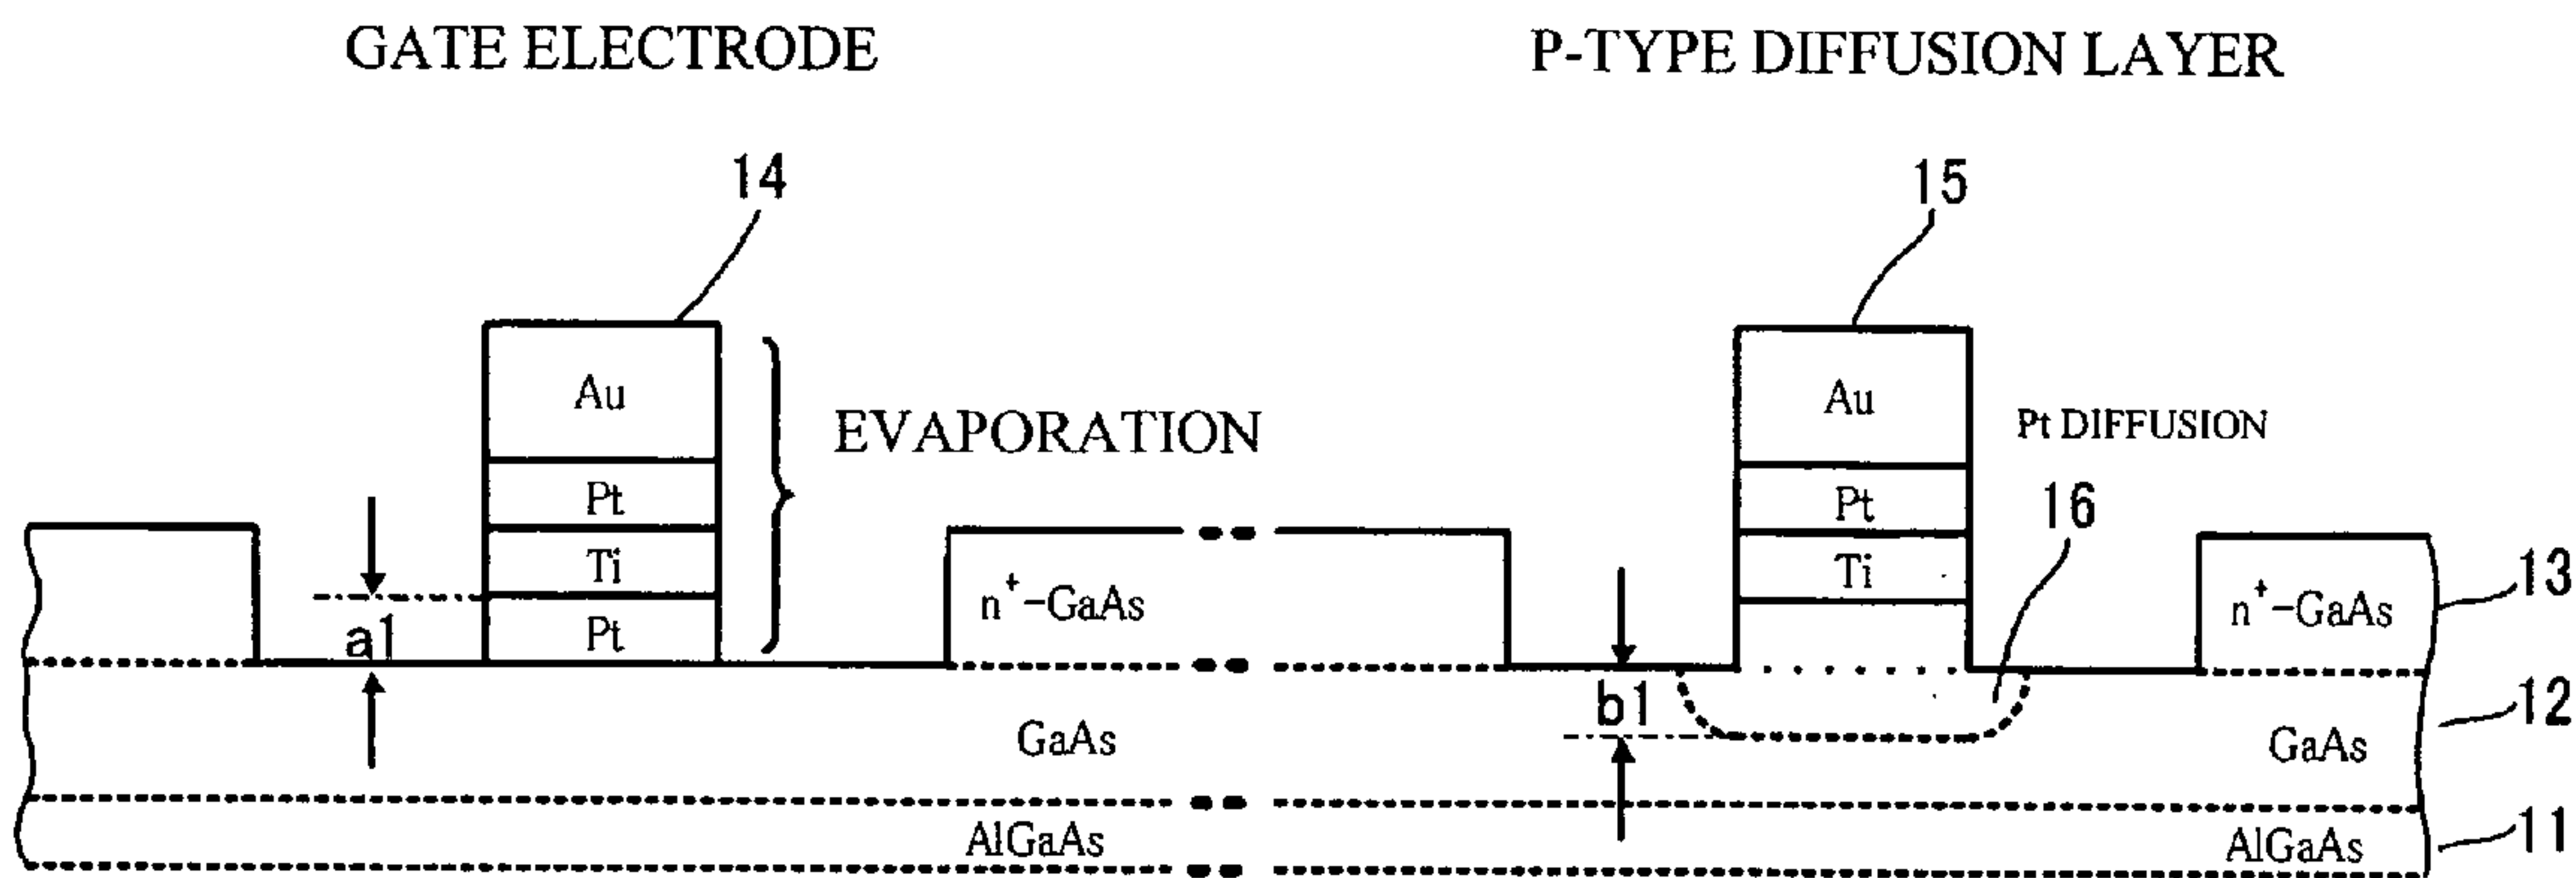 GATE ELECTRODE
P-TYPE DIFFUSION LAYER
14
15
Au
Pt
Ti
Pt
EVAPORATION
a1
n+-GaAs
GaAs
AlGaAs
Au
Pt
Ti
Pt DIFFUSION
16
b1
n+-GaAs
GaAs
AlGaAs
13
12
11